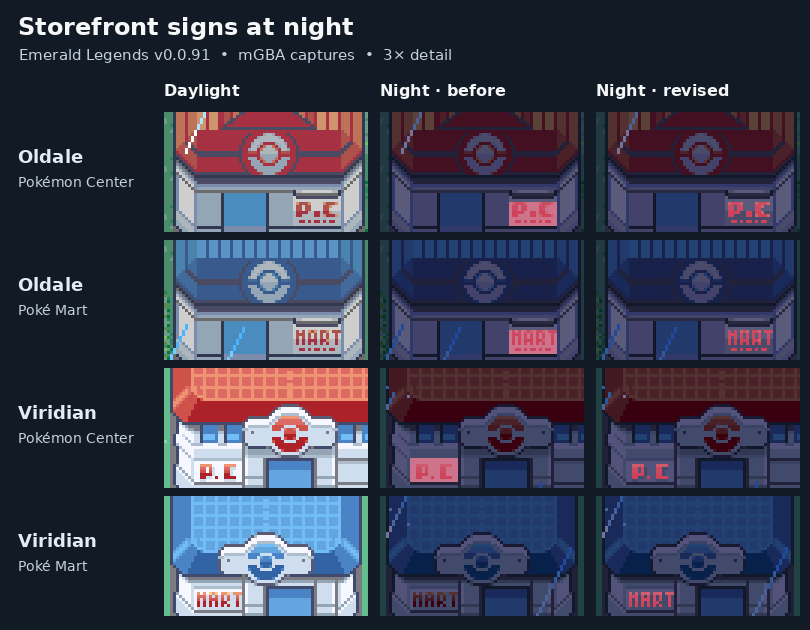 Storefront signs at night
Emerald Legends v0.0.91 • mGBA captures • 3× detail
Daylight Night · before Night · revised
Oldale
Pokémon Center
P.C P.C P.C
Oldale
Poké Mart
MART MART MART
Viridian
Pokémon Center
P.C P.C P.C
Viridian
Poké Mart
MART MART MART